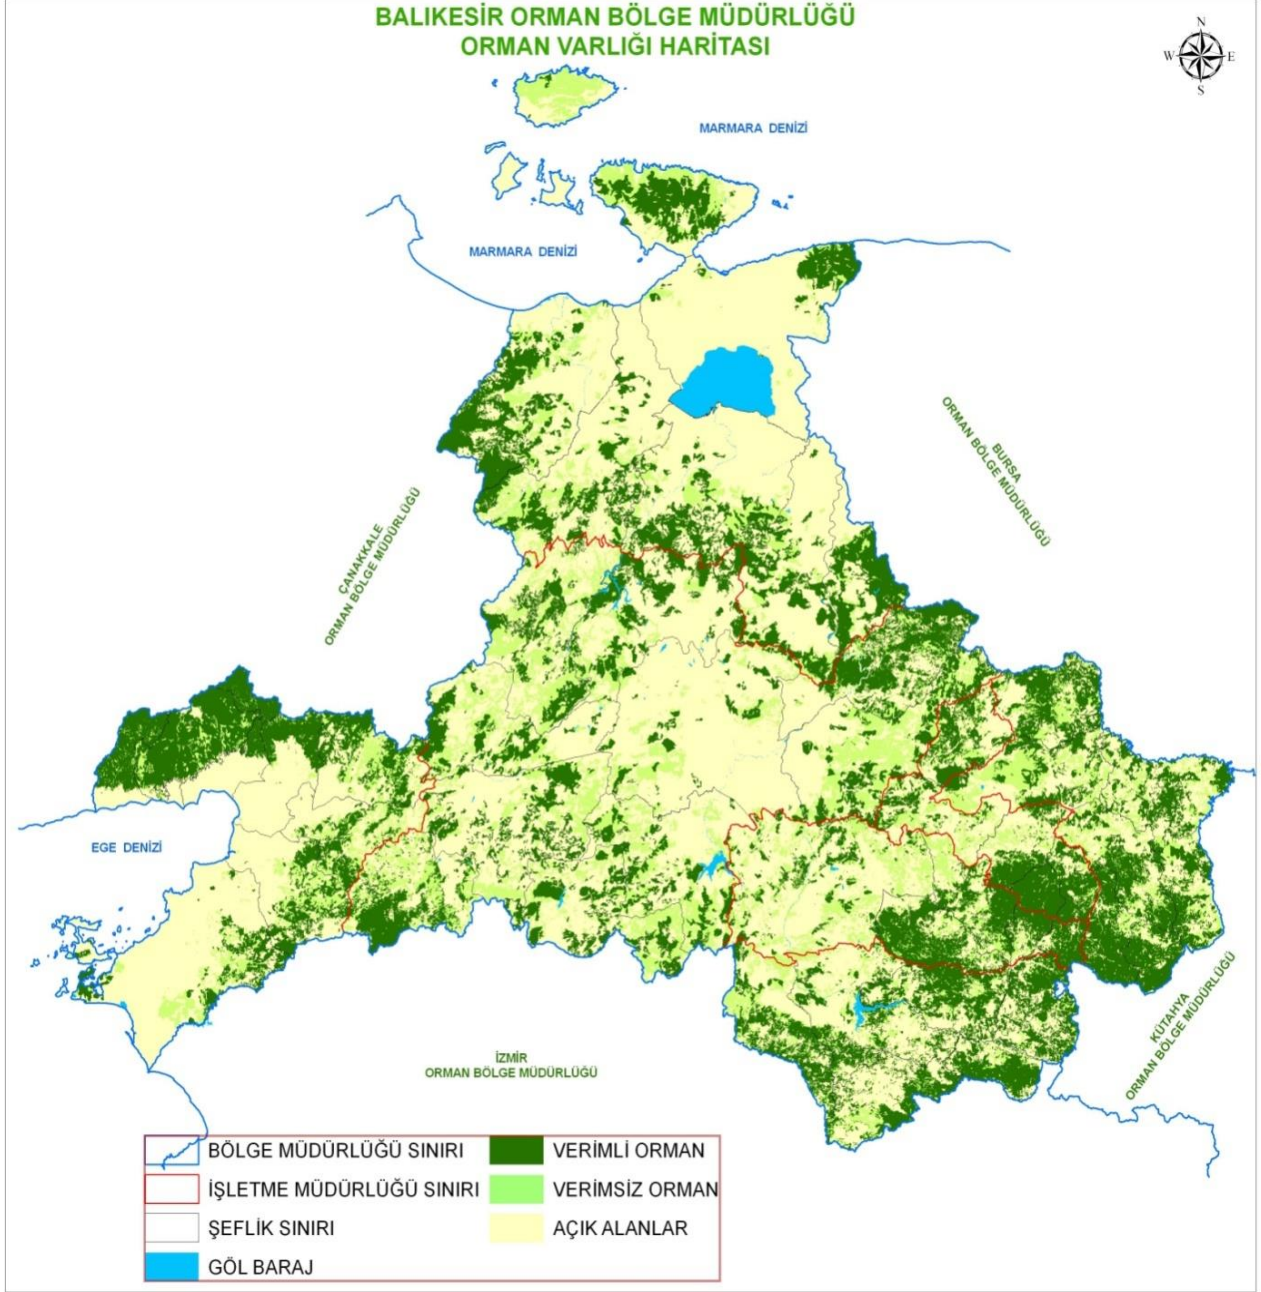 BALIKESİR ORMAN BÖLGE MÜDÜRLÜĞÜ
ORMAN VARLIĞI HARİTASI
N
W E
S
MARMARA DENİZİ
MARMARA DENİZİ
BURSA
ORMAN BÖLGE MÜDÜRLÜĞÜ
ÇANAKKALE
ORMAN BÖLGE MÜDÜRLÜĞÜ
EGE DENİZİ
KÜTAHYA
ORMAN BÖLGE MÜDÜRLÜĞÜ
İZMİR
ORMAN BÖLGE MÜDÜRLÜĞÜ
BÖLGE MÜDÜRLÜĞÜ SINIRI
İŞLETME MÜDÜRLÜĞÜ SINIRI
ŞEFLİK SINIRI
GÖL BARAJ
VERİMLİ ORMAN
VERİMSİZ ORMAN
AÇIK ALANLAR